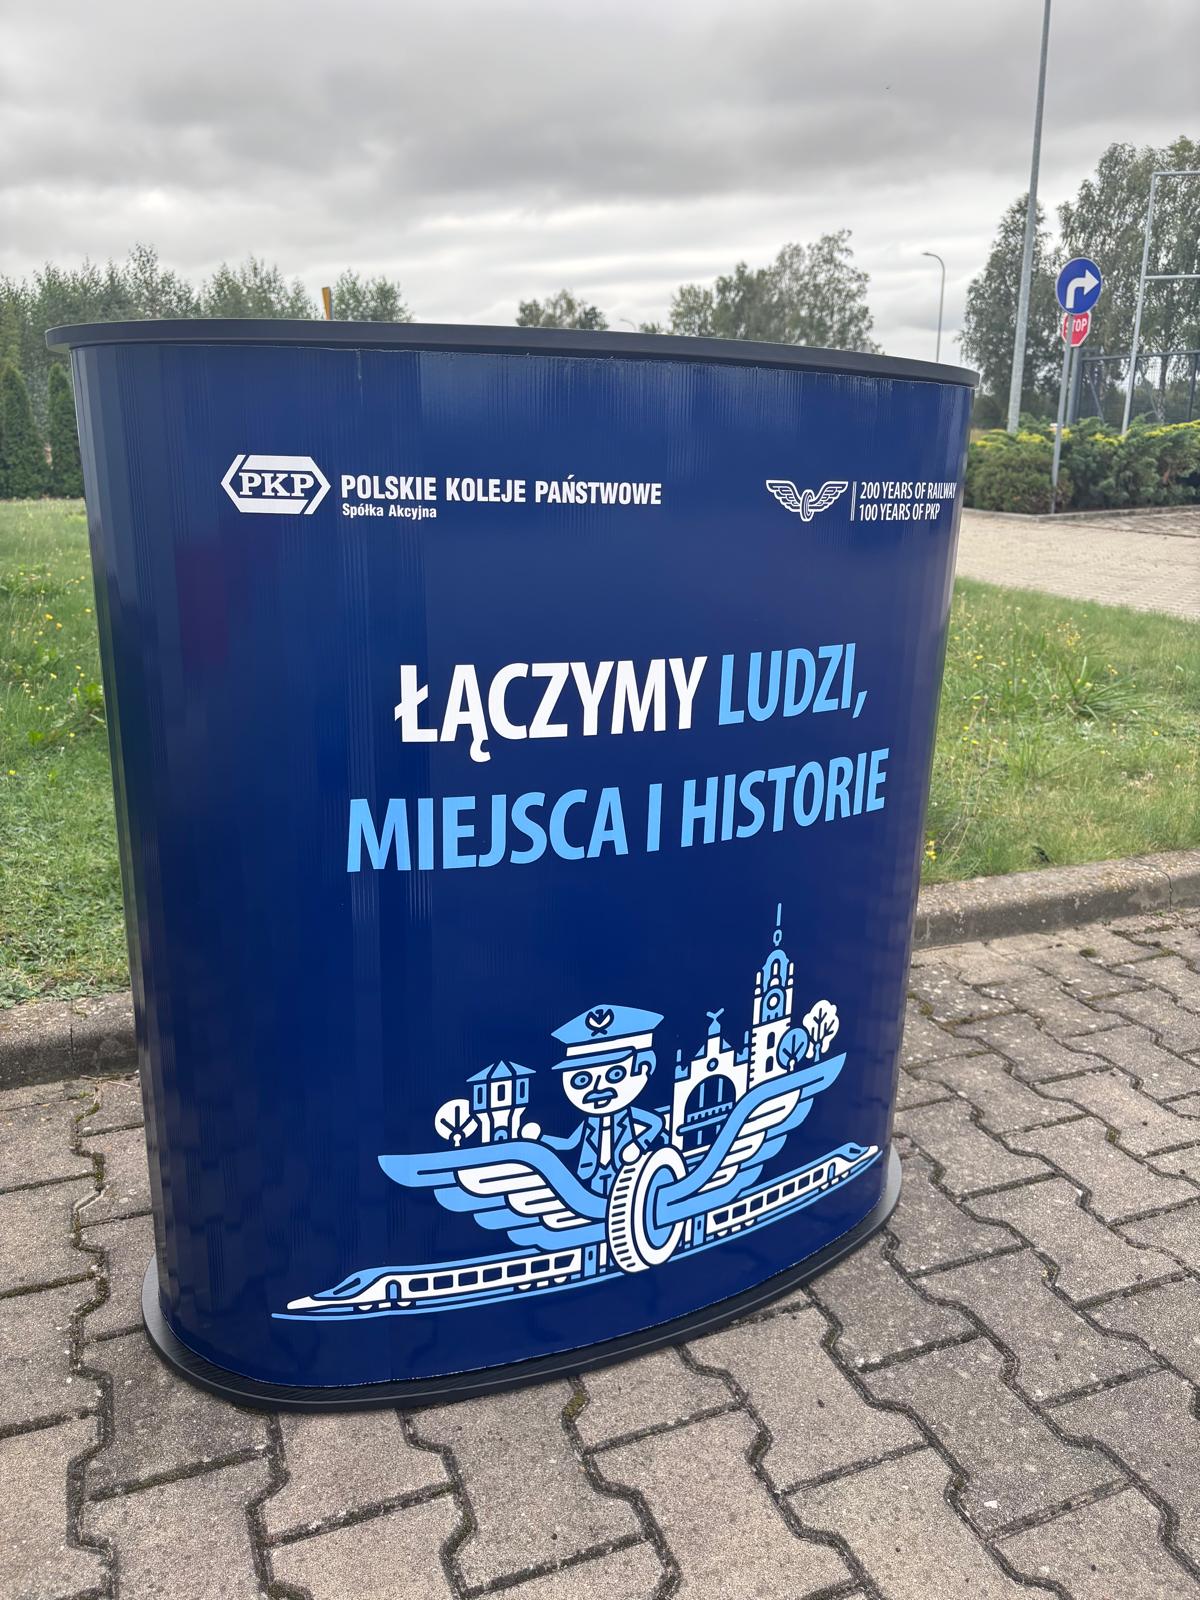 PKP POLSKIE KOLEJE PAŃSTWOWE
Spółka Akcyjna
200 YEARS OF RAILWAY
100 YEARS OF PKP
ŁĄCZYMY LUDZI,
MIEJSCA I HISTORIE
STOP